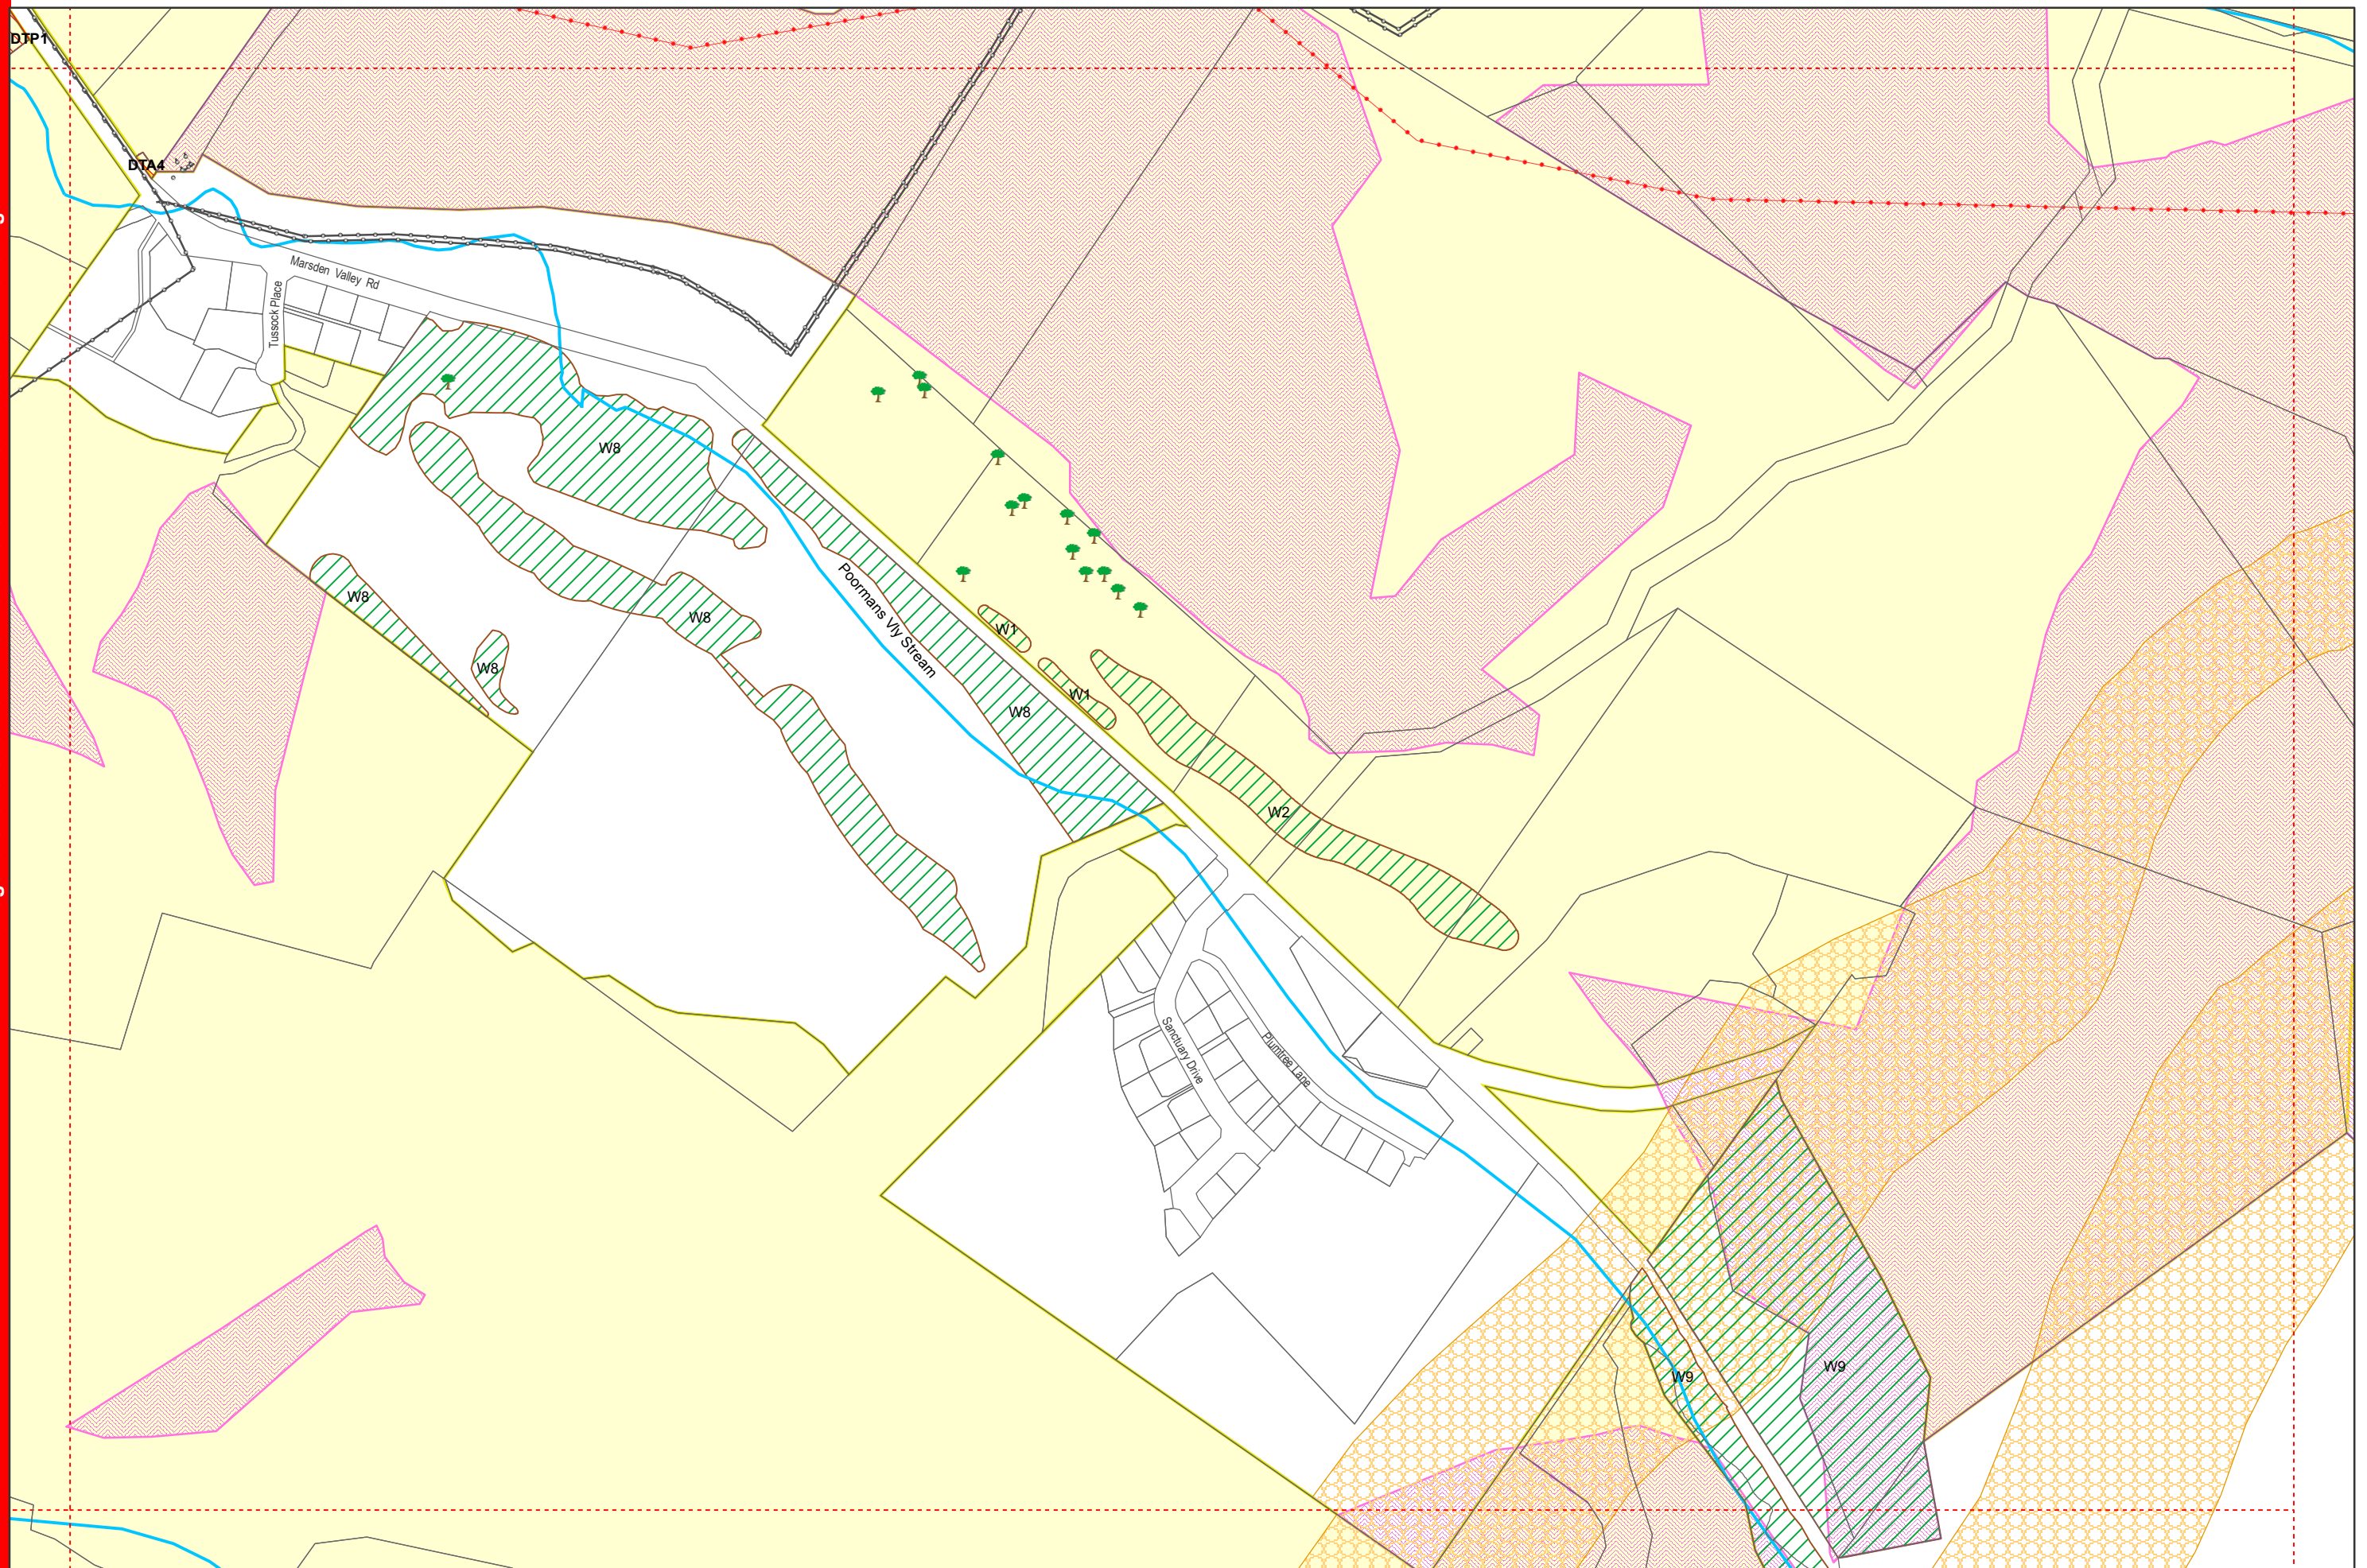 DTP1
DTA4
Marsden Valley Rd
Tussock Place
W8
Poormans Vly Stream
W8
W8
W8
W1
W1
W8
W2
Sanctuary Drive
Plumtree Lane
W9
W9